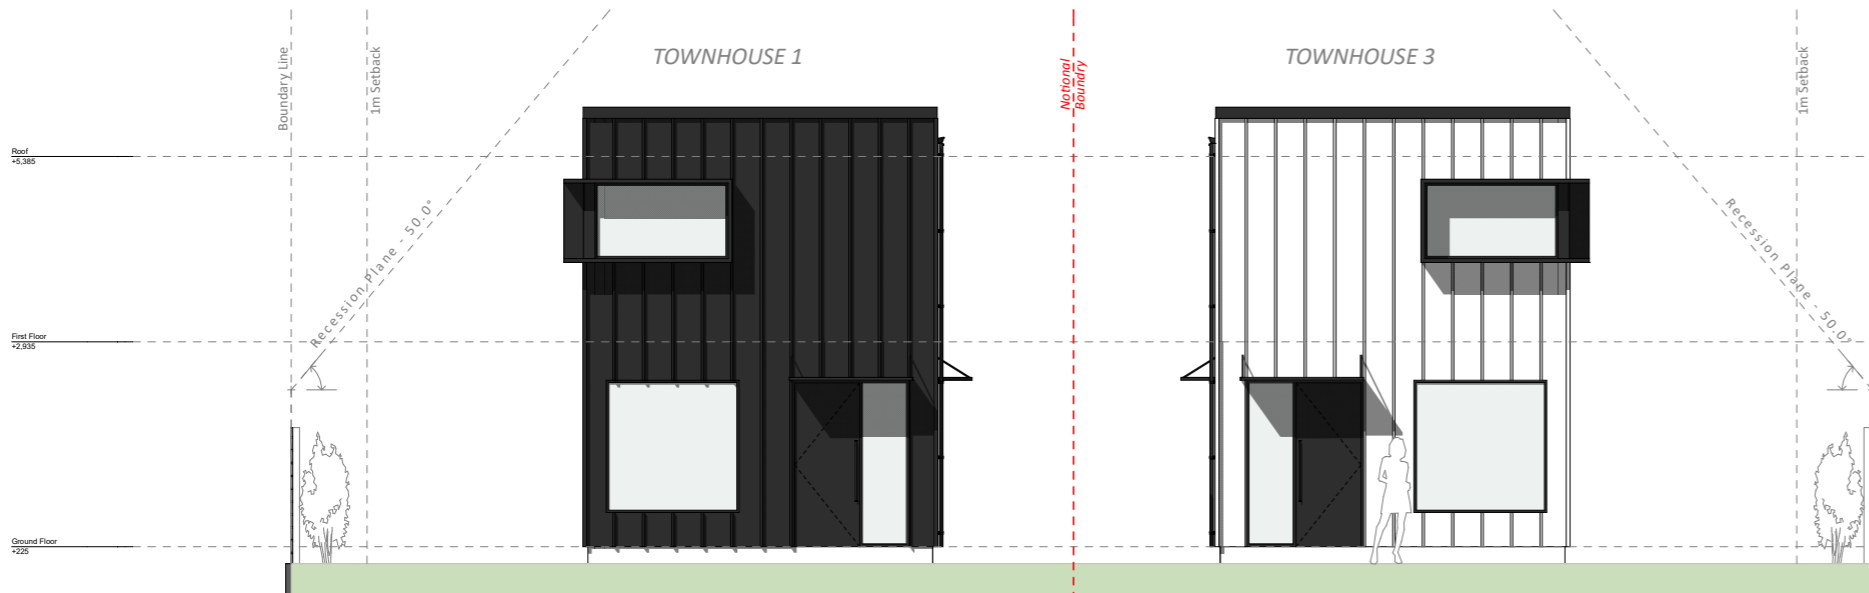 TOWNHOUSE 1
TOWNHOUSE 3
Boundary Line
1m Setback
Notional
Boundry
1m Setback
Roof
+5,385
Recession Plane - 50.0°
Recession Plane - 50.0°
First Floor
+2,935
Ground Floor
+225